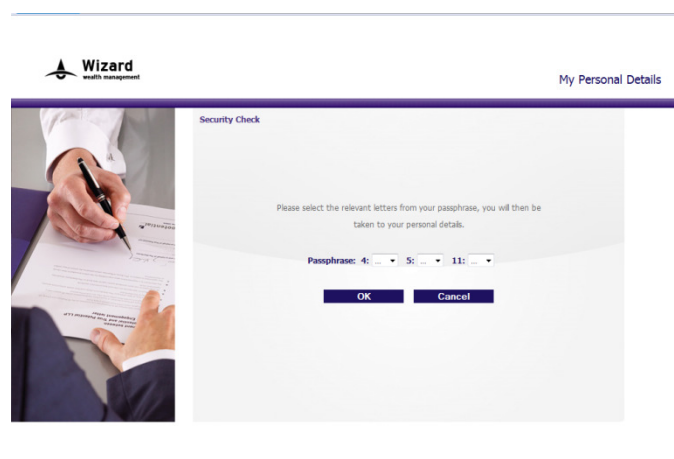 Wizard
wealth management
My Personal Details
Security Check
Please select the relevant letters from your passphrase, you will then be
taken to your personal details.
Passphrase: 4: ... 5: ... 11: ...
OK Cancel